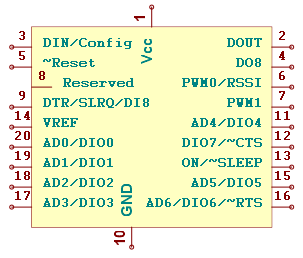 1
Vcc
3 DIN/Config DOUT 2
5 ~Reset DO8 4
8 Reserved PWM0/RSSI 6
9 DTR/SLRQ/DI8 PWM1 7
14 VREF AD4/DIO4 11
20 AD0/DIO0 DIO7/~CTS 12
19 AD1/DIO1 ON/~SLEEP 13
18 AD2/DIO2 AD5/DIO5 15
17 AD3/DIO3 AD6/DIO6/~RTS 16
GND
10